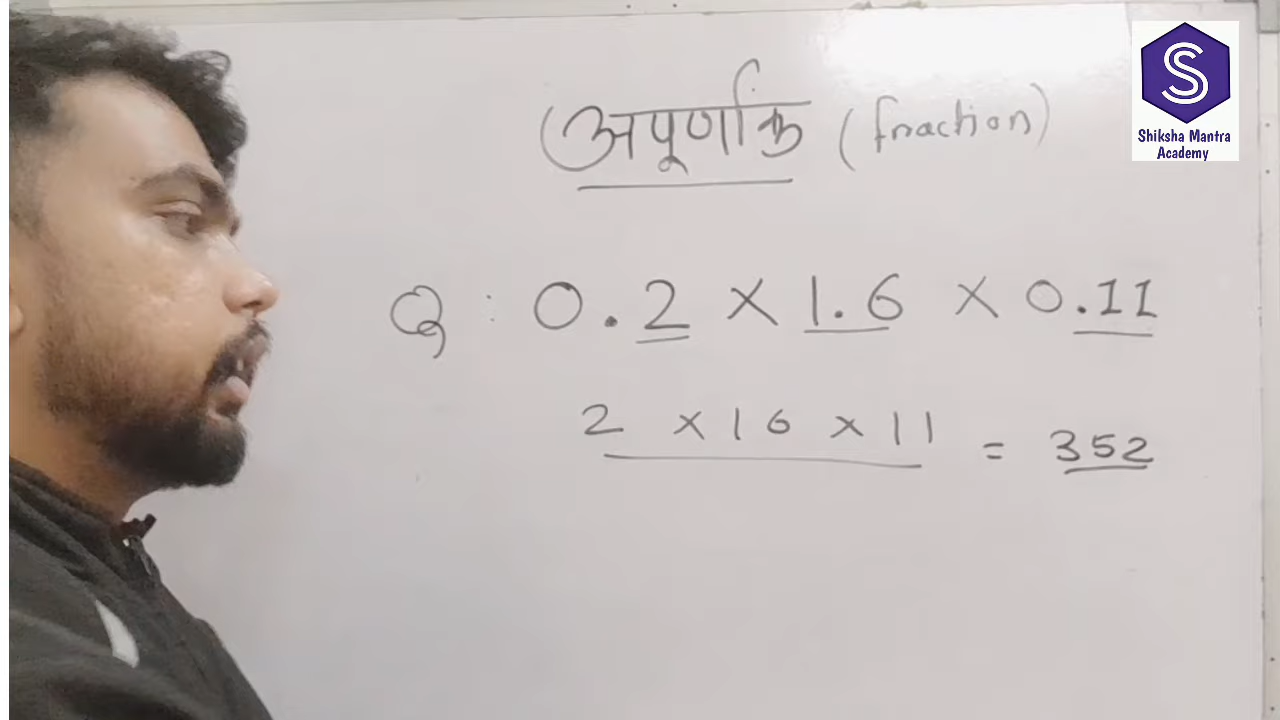 अपूर्णांक (fraction)
S
Shiksha Mantra
Academy
Q : 0.2 × 1.6 × 0.11
2 × 16 × 11 = 352